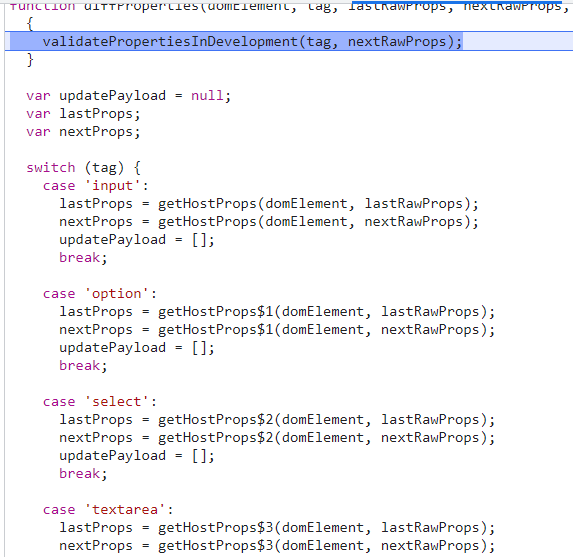 function diffProperties(domElement, tag, lastRawProps, nextRawProps,
  {
    validatePropertiesInDevelopment(tag, nextRawProps);
  }

  var updatePayload = null;
  var lastProps;
  var nextProps;

  switch (tag) {
    case 'input':
      lastProps = getHostProps(domElement, lastRawProps);
      nextProps = getHostProps(domElement, nextRawProps);
      updatePayload = [];
      break;

    case 'option':
      lastProps = getHostProps$1(domElement, lastRawProps);
      nextProps = getHostProps$1(domElement, nextRawProps);
      updatePayload = [];
      break;

    case 'select':
      lastProps = getHostProps$2(domElement, lastRawProps);
      nextProps = getHostProps$2(domElement, nextRawProps);
      updatePayload = [];
      break;

    case 'textarea':
      lastProps = getHostProps$3(domElement, lastRawProps);
      nextProps = getHostProps$3(domElement, nextRawProps);